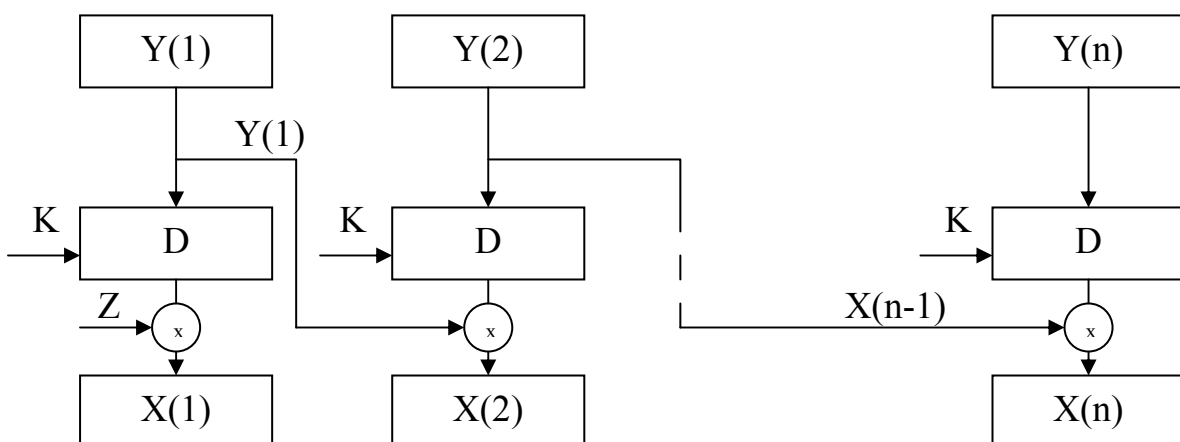 Y(1) Y(2) Y(n)
Y(1)
K D K D K D
Z x x X(n-1) x
X(1) X(2) X(n)